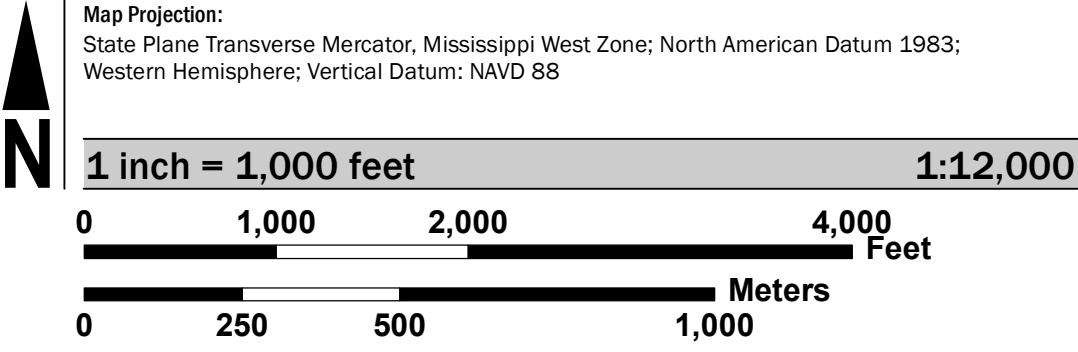 N
Map Projection:
State Plane Transverse Mercator, Mississippi West Zone; North American Datum 1983;
Western Hemisphere; Vertical Datum: NAVD 88
1 inch = 1,000 feet 1:12,000
0 1,000 2,000 4,000
Feet
Meters
0 250 500 1,000